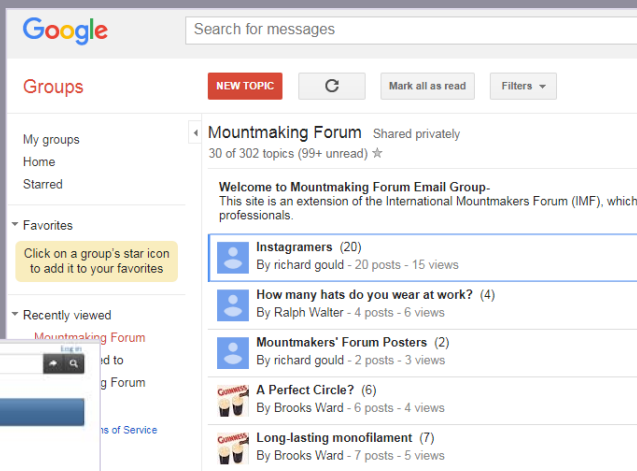 Google
Search for messages
Groups
NEW TOPIC
Mark all as read
Filters
My groups
Home
Starred
Favorites
Click on a group's star icon
to add it to your favorites
Recently viewed
Mountmaking Forum
ed to
g Forum
ms of Service
Log in
Mountmaking Forum Shared privately
30 of 302 topics (99+ unread)
Welcome to Mountmaking Forum Email Group-
This site is an extension of the International Mountmakers Forum (IMF), which
professionals.
Instagramers (20)
By richard gould - 20 posts - 15 views
How many hats do you wear at work? (4)
By Ralph Walter - 4 posts - 6 views
Mountmakers' Forum Posters (2)
By richard gould - 2 posts - 3 views
GUINNESS
A Perfect Circle? (6)
By Brooks Ward - 6 posts - 4 views
GUINNESS
Long-lasting monofilament (7)
By Brooks Ward - 7 posts - 5 views